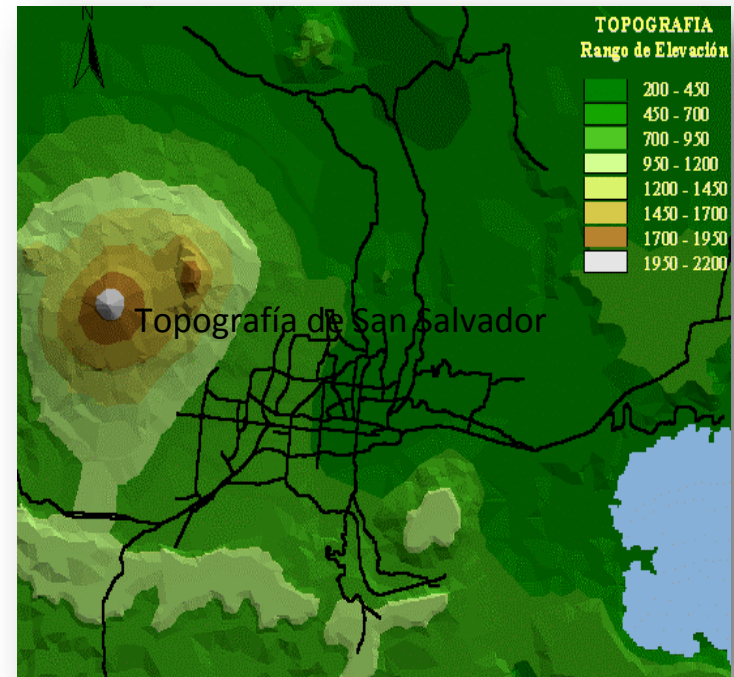 N
TOPOGRAFIA
Rango de Elevación
200 - 450
450 - 700
700 - 950
950 - 1200
1200 - 1450
1450 - 1700
1700 - 1950
1950 - 2200
Topografía de San Salvador